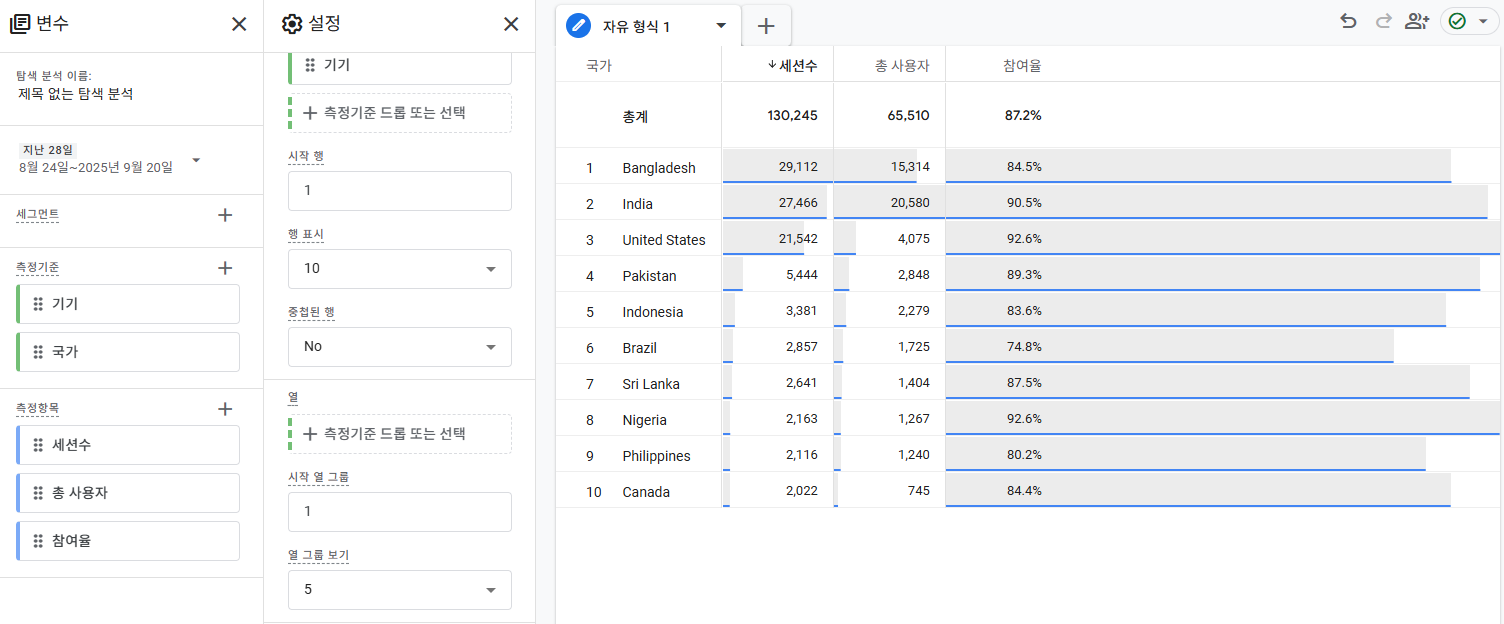 변수
탐색 분석 이름:
제목 없는 탐색 분석
지난 28일
8월 24일~2025년 9월 20일
세그먼트
측정기준
기기
국가
측정항목
세션수
총 사용자
참여율
설정
기기
측정기준 드롭 또는 선택
시작 행
1
행 표시
10
중첩된 행
No
열
측정기준 드롭 또는 선택
시작 열 그룹
1
열 그룹 보기
5
자유 형식 1
국가 ↓세션수 총 사용자 참여율
총계 130,245 65,510 87.2%
1 Bangladesh 29,112 15,314 84.5%
2 India 27,466 20,580 90.5%
3 United States 21,542 4,075 92.6%
4 Pakistan 5,444 2,848 89.3%
5 Indonesia 3,381 2,279 83.6%
6 Brazil 2,857 1,725 74.8%
7 Sri Lanka 2,641 1,404 87.5%
8 Nigeria 2,163 1,267 92.6%
9 Philippines 2,116 1,240 80.2%
10 Canada 2,022 745 84.4%